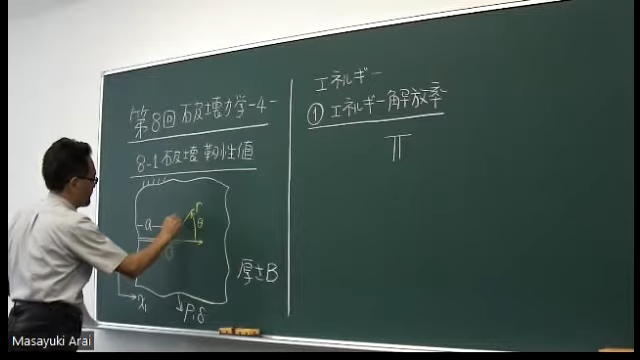 第8回 破壊力学-4-
8-1 破壊靭性値
a
r
θ
厚さB
x₁
P,δ
エネルギー
① エネルギー解放率
Π
Masayuki Arai